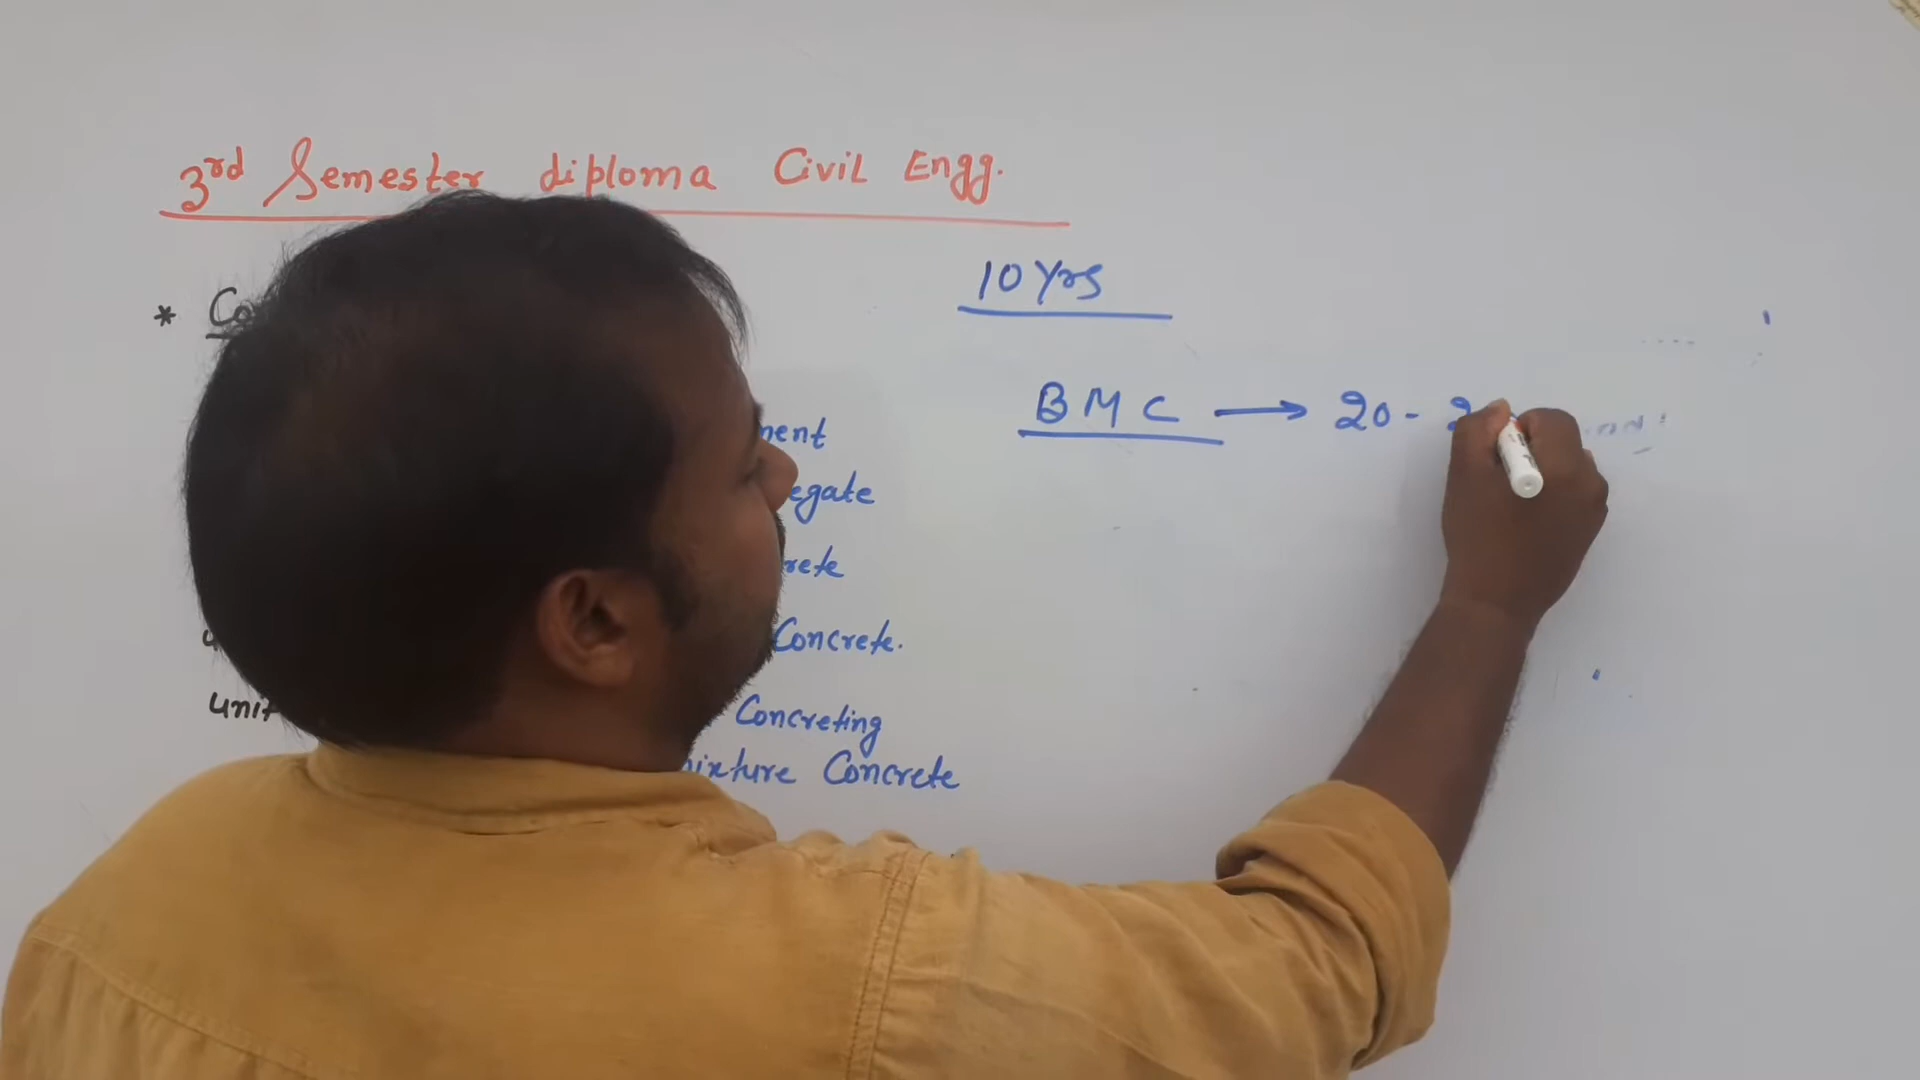 3rd Semester diploma Civil Engg.
10 Yrs
* Co
BMC → 20 -
ment
egate
rete
Concrete.
unit Concreting
ixture Concrete